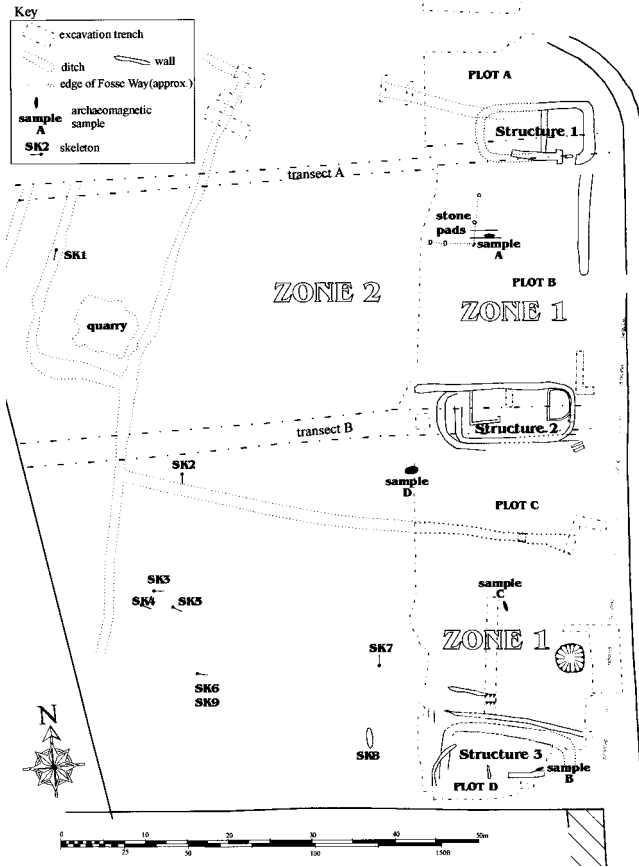 Key
excavation trench
ditch
wall
edge of Fosse Way(approx.)
sample
A
archaeomagnetic
sample
SK2
skeleton
PLOT A
Structure 1
transect A
stone
pads
sample
A
SK1
ZONE 2
PLOT B
ZONE 1
quarry
transect B
Structure 2
SK2
sample
D
PLOT C
SK3
SK4
SK5
sample
C
ZONE 1
SK7
SK6
SK9
N
SK8
Structure 3
sample
B
PLOT D
0 10 20 30 40 50m
25 50 100 150ft